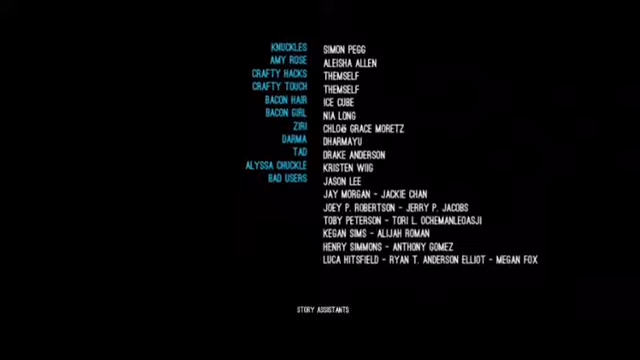 KNUCKLES SIMON PEGG
AMY ROSE ALEISHA ALLEN
CRAFTY HACKS THEMSELF
CRAFTY TOUCH THEMSELF
BACON HAIR ICE CUBE
BACON GIRL NIA LONG
ZIRI CHLOË GRACE MORETZ
DARMA DHARMAYU
TAD DRAKE ANDERSON
ALYSSA CHUCKLE KRISTEN WIIG
BAD USERS JASON LEE
JAY MORGAN - JACKIE CHAN
JOEY P. ROBERTSON - JERRY P. JACOBS
TOBY PETERSON - TORI L. OCHEMANLEOASJI
KEGAN SIMS - ALIJAH ROMAN
HENRY SIMMONS - ANTHONY GOMEZ
LUCA HITSFIELD - RYAN T. ANDERSON ELLIOT - MEGAN FOX
STORY ASSISTANTS